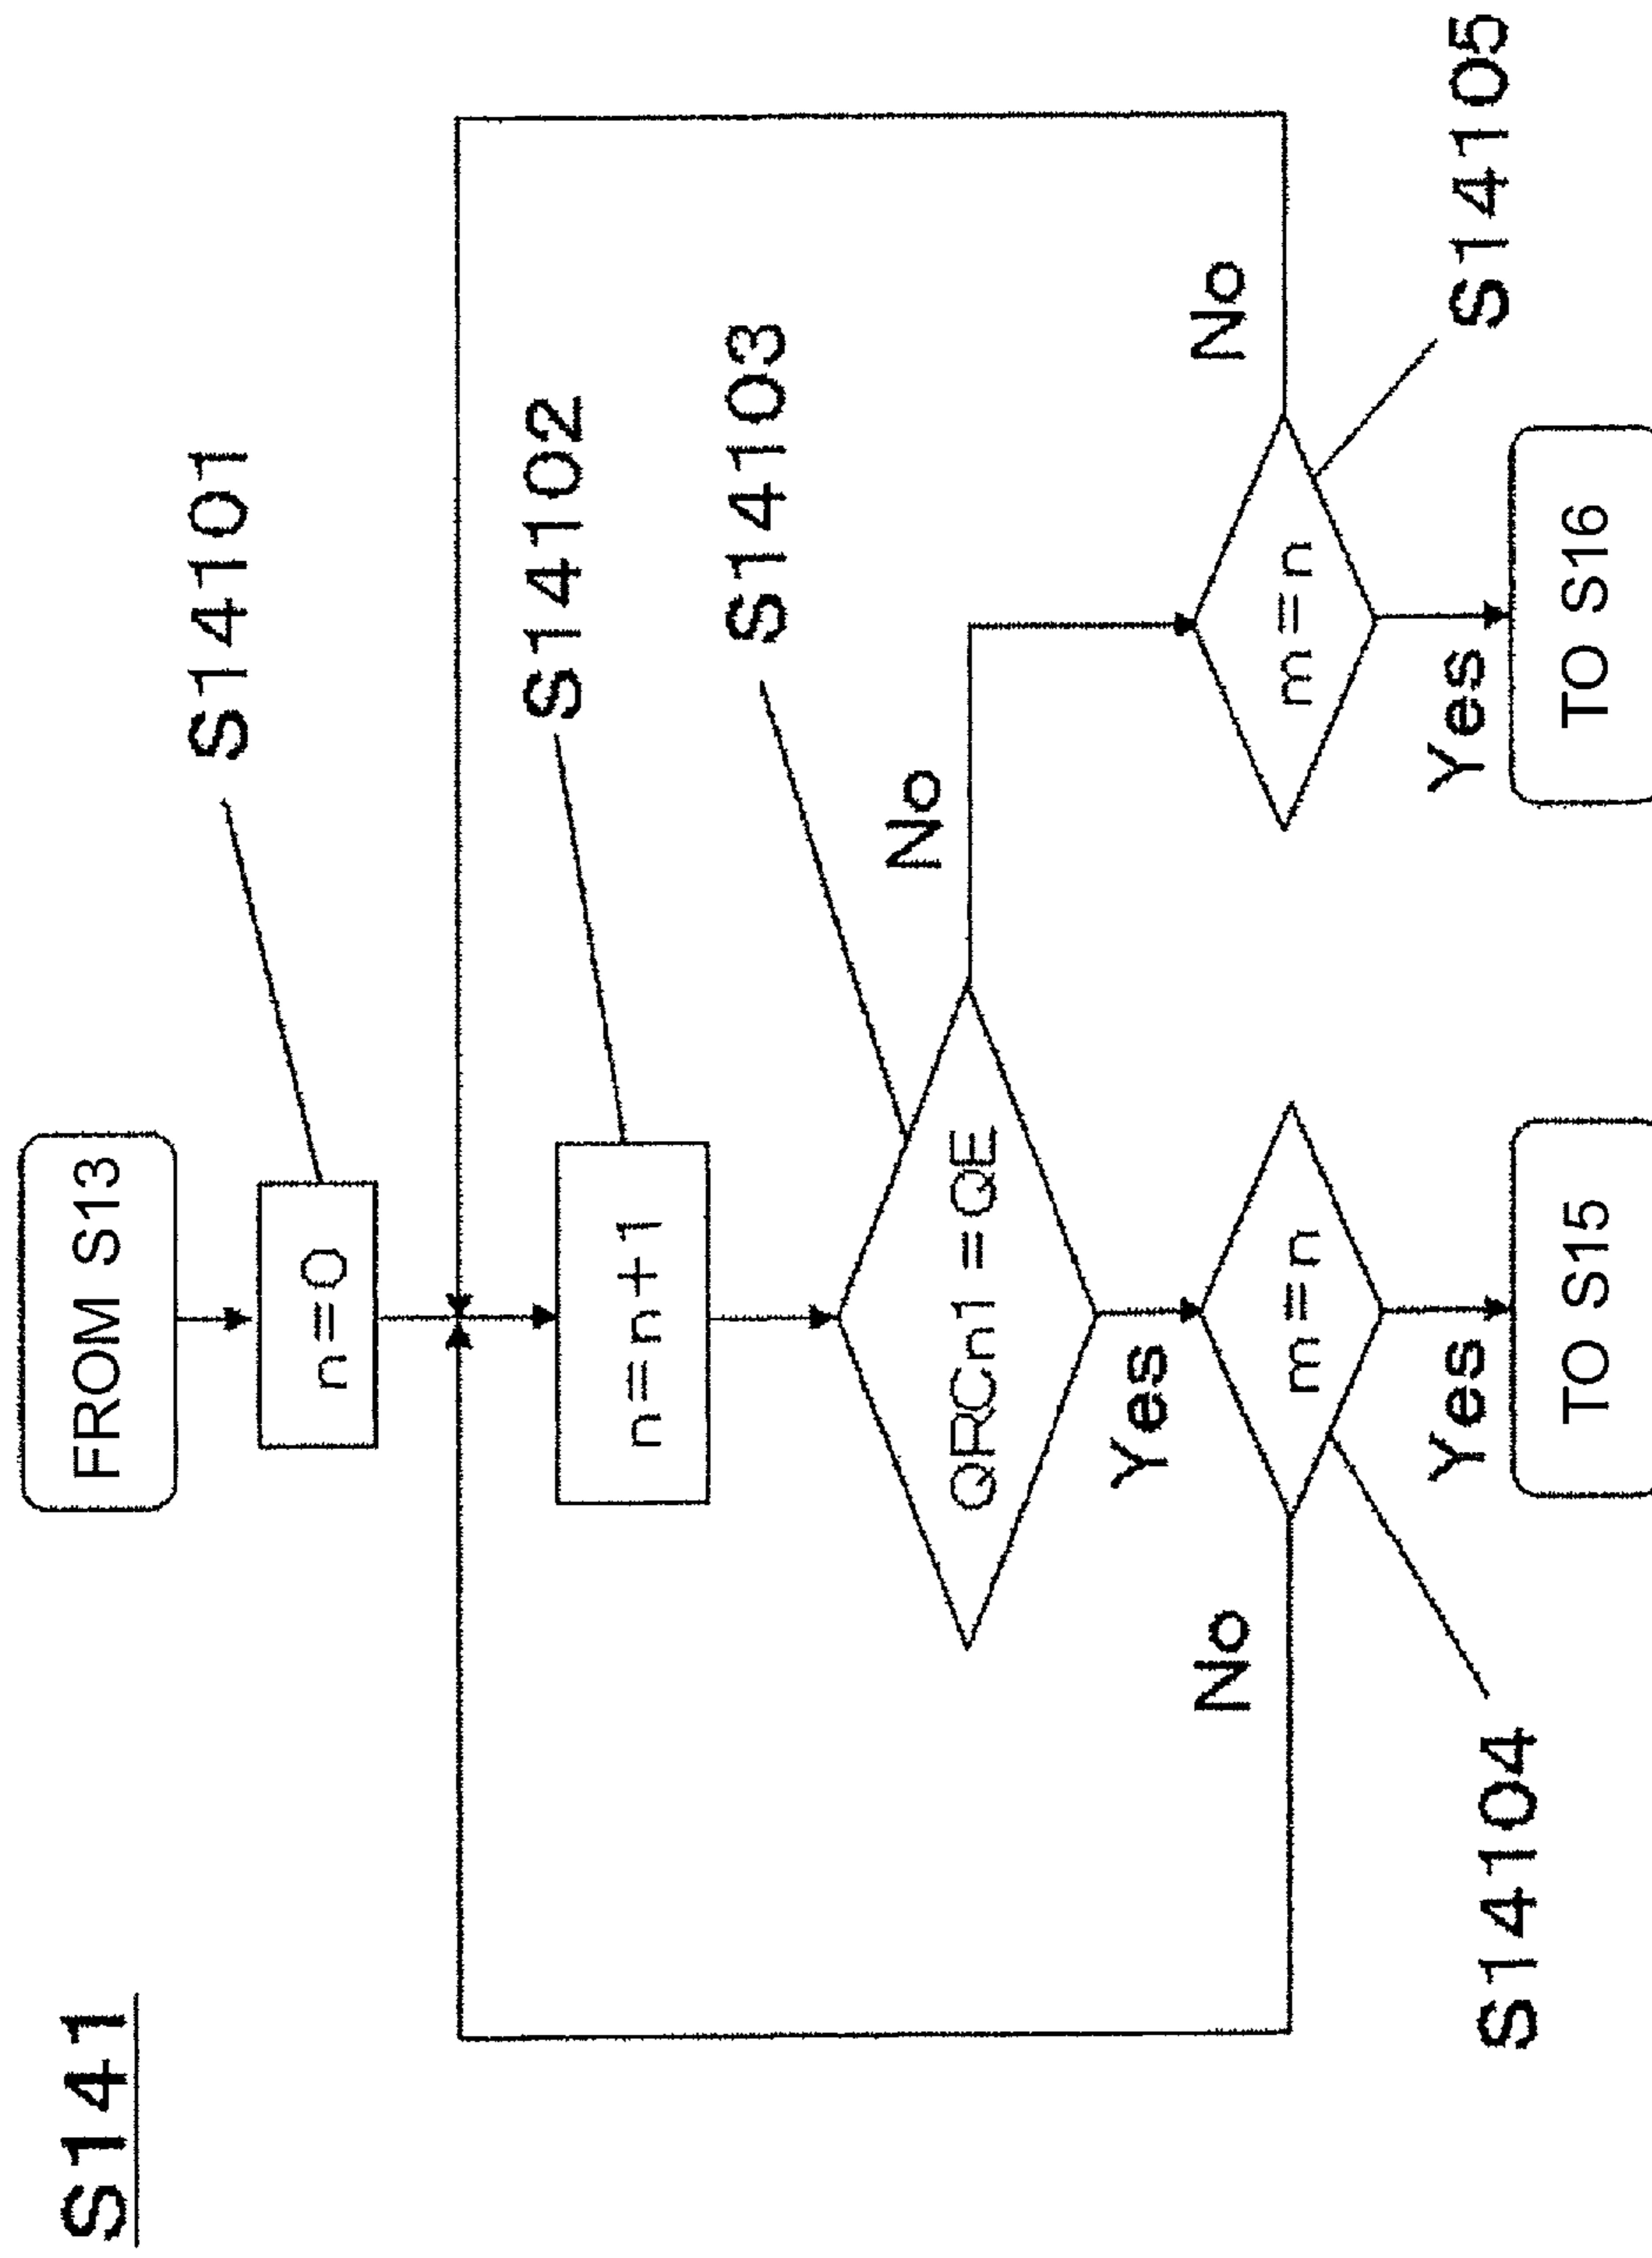 S141
FROM S13
n=0
S14101
n=n+1
S14102
QRCn1=QE
S14103
Yes
No
m=n
No
S14104
m=n
No
S14105
Yes
Yes
TO S15
TO S16